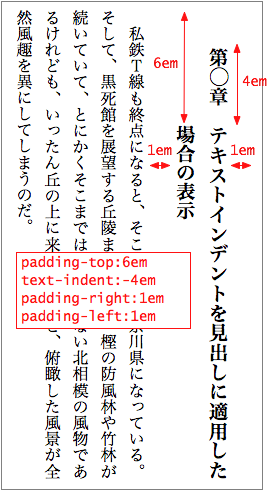 第◯章　テキストインデントを見出しに適用した
場合の表示
私鉄T線も終点になると、そこ 川県になっている。
そして、黒死館を展望する丘陵ま 樫の防風林や竹林が
続いていて、とにかくそこまでは ない北相模の風物であ
るけれども、いったん丘の上に来 、俯瞰した風景が全
然風趣を異にしてしまうのだ。
6em
4em
1em
1em
padding-top:6em
text-indent:-4em
padding-right:1em
padding-left:1em